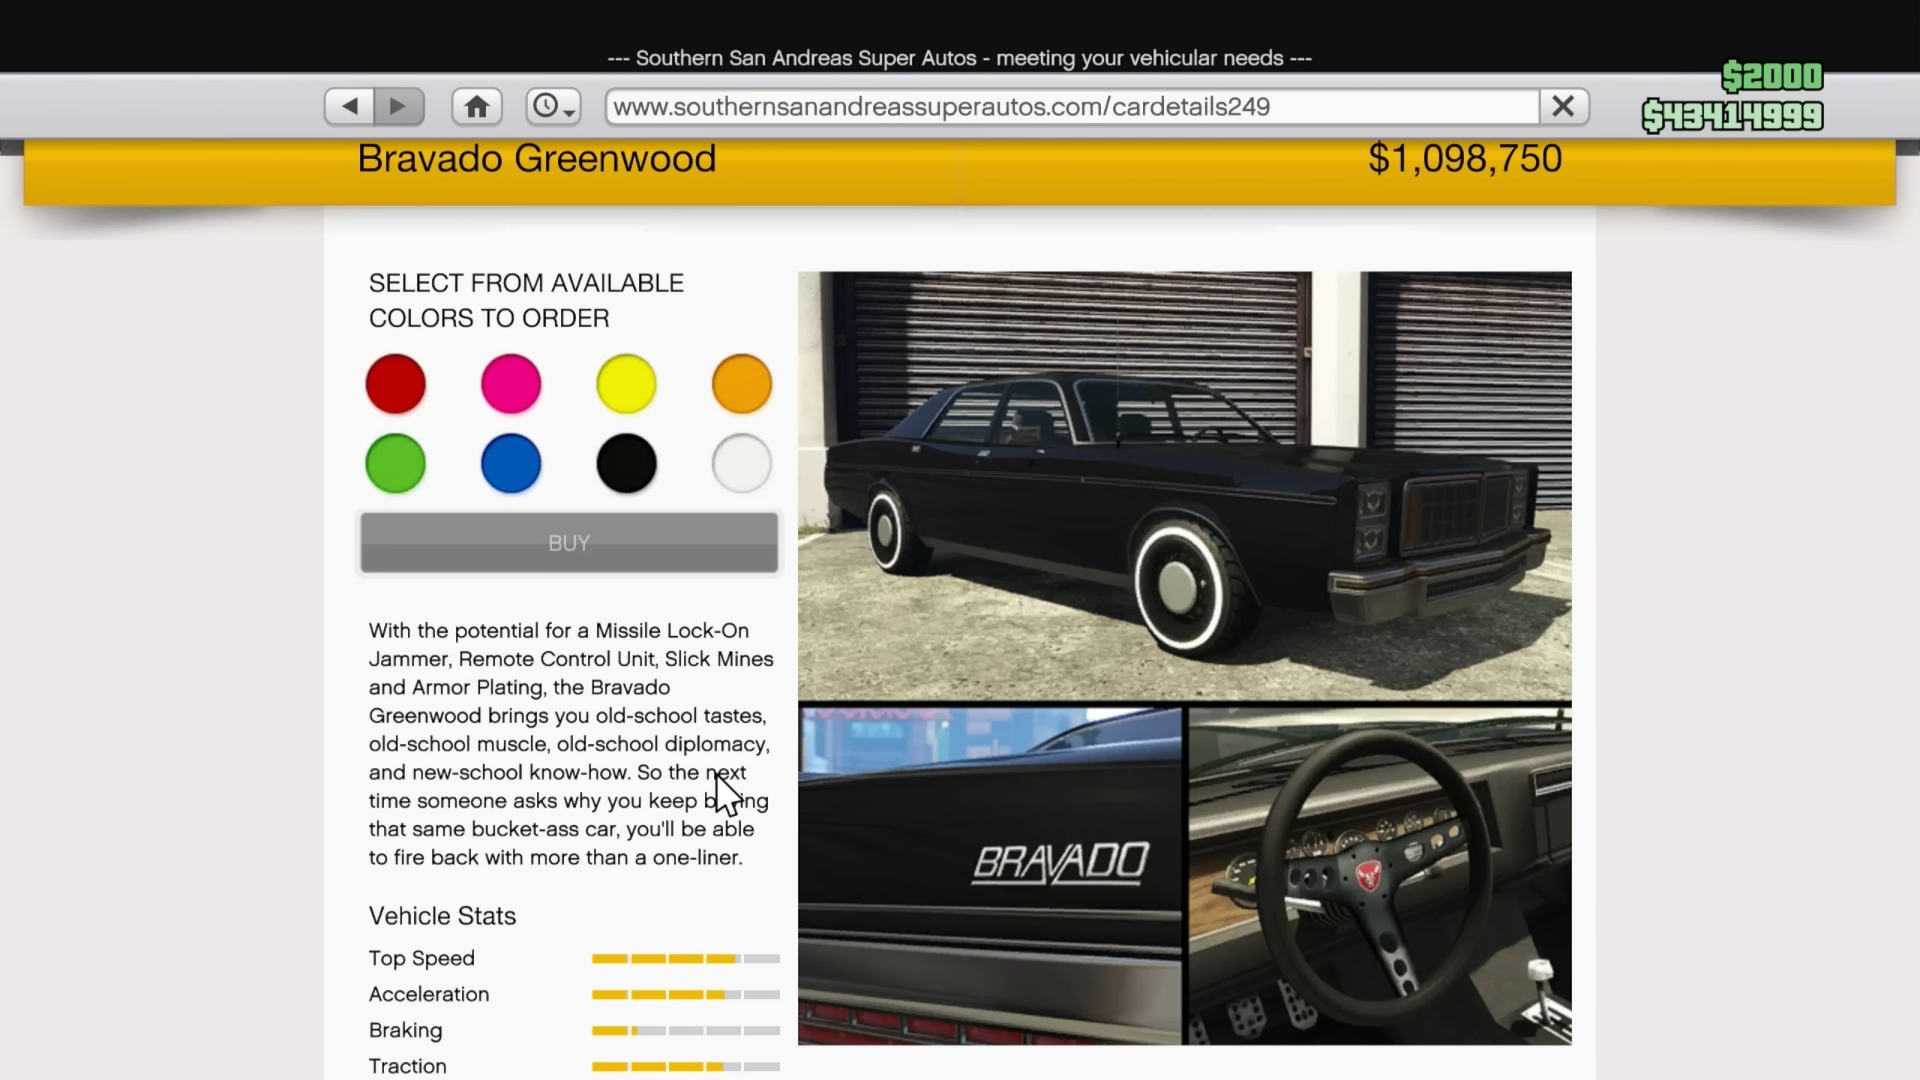 --- Southern San Andreas Super Autos - meeting your vehicular needs ---
$2000
www.southernsanandreassuperautos.com/cardetails249
$43414999
Bravado Greenwood
$1,098,750
SELECT FROM AVAILABLE
COLORS TO ORDER
BUY
With the potential for a Missile Lock-On
Jammer, Remote Control Unit, Slick Mines
and Armor Plating, the Bravado
Greenwood brings you old-school tastes,
old-school muscle, old-school diplomacy,
and new-school know-how. So the next
time someone asks why you keep
that same bucket-ass car, you'll be able
to fire back with more than a one-liner.
Vehicle Stats
Top Speed
Acceleration
Braking
Traction
BRAVADO